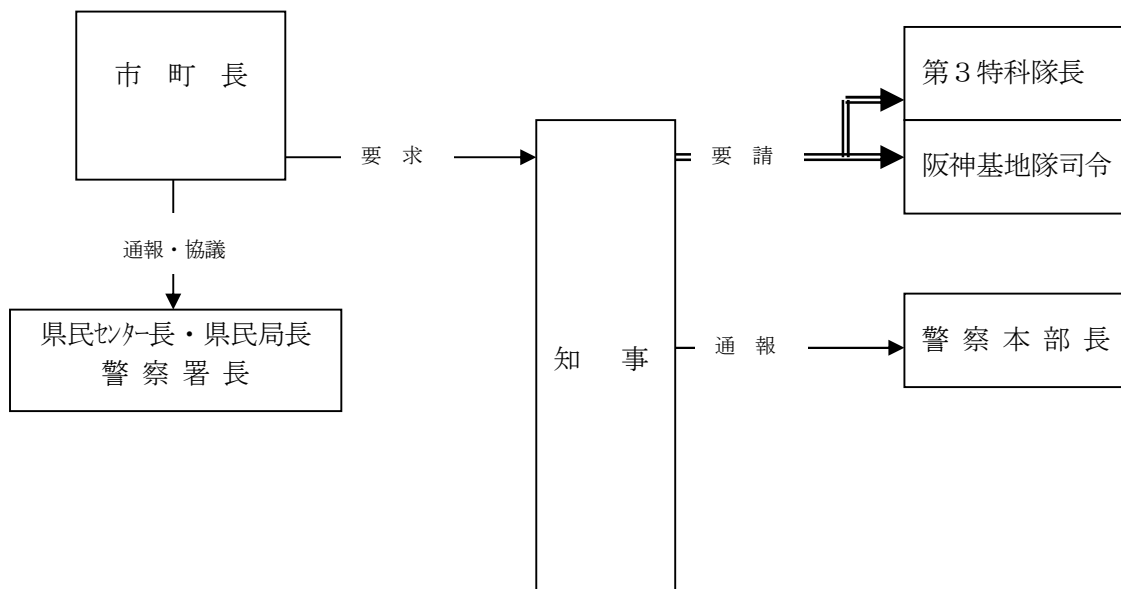 市　町　長
第３特科隊長
要　求
要　請
阪神基地隊司令
通報・協議
県民ｾﾝﾀｰ長・県民局長
警 察 署 長
知　事
通　報
警 察 本 部 長